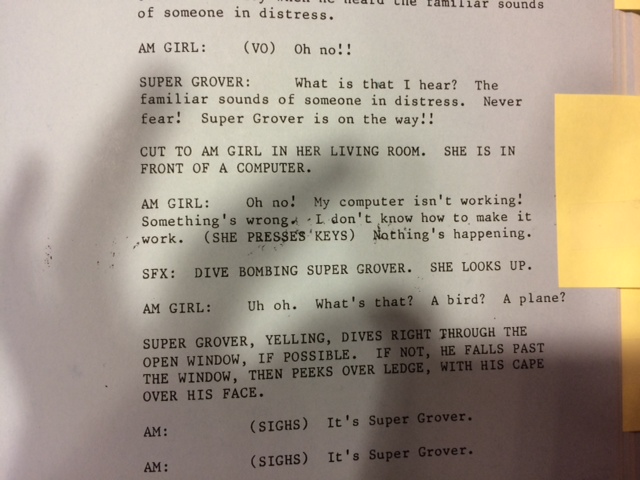 when he heard the familiar sounds
of someone in distress.
AM GIRL: (VO) Oh no!!
SUPER GROVER: What is that I hear? The
familiar sounds of someone in distress. Never
fear! Super Grover is on the way!!
CUT TO AM GIRL IN HER LIVING ROOM. SHE IS IN
FRONT OF A COMPUTER.
AM GIRL: Oh no! My computer isn't working!
Something's wrong. I don't know how to make it
work. (SHE PRESSES KEYS) Nothing's happening.
SFX: DIVE BOMBING SUPER GROVER. SHE LOOKS UP.
AM GIRL: Uh oh. What's that? A bird? A plane?
SUPER GROVER, YELLING, DIVES RIGHT THROUGH THE
OPEN WINDOW, IF POSSIBLE. IF NOT, HE FALLS PAST
THE WINDOW, THEN PEEKS OVER LEDGE, WITH HIS CAPE
OVER HIS FACE.
AM: (SIGHS) It's Super Grover.
AM: (SIGHS) It's Super Grover.